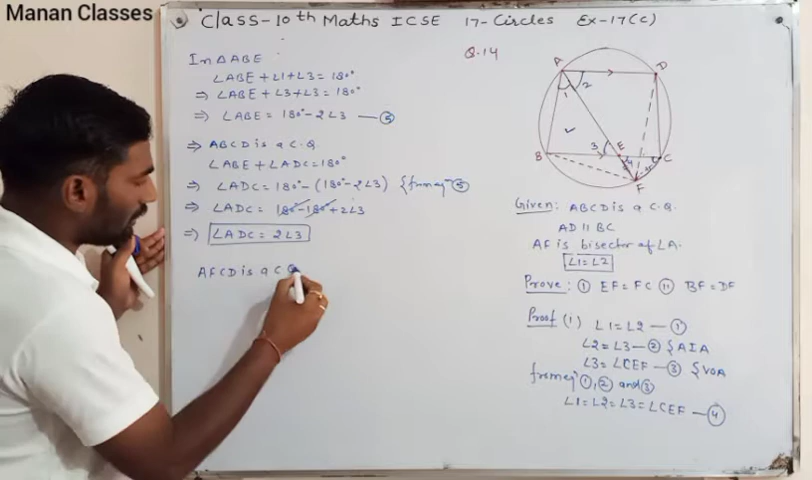 Manan Classes
Class-10th Maths ICSE 17-Circles Ex-17(C)
Q.14
In △ABE
∠ABE + ∠1 + ∠3 = 180°
⇒ ∠ABE + ∠3 + ∠3 = 180°
⇒ ∠ABE = 180° - 2∠3 — ⑤
⇒ ABCD is a C.Q.
∠ABE + ∠ADC = 180°
⇒ ∠ADC = 180° - (180° - 2∠3) {from eqⁿ ⑤
⇒ ∠ADC = 180° - 180° + 2∠3
⇒ ∠ADC = 2∠3
AFCD is a C Q
A
D
1
2
3
E
4
B
C
F
Given: ABCD is a C.Q.
AD || BC
AF is bisector of ∠A.
∠1 = ∠2
Prove: ① EF = FC ⑪ BF = DF
Proof (1) ∠1 = ∠2 — ①
∠2 = ∠3 — ② {AIA
∠3 = ∠CEF — ③ {VOA
from eqⁿ ①, ② and ③
∠1 = ∠2 = ∠3 = ∠CEF — ④